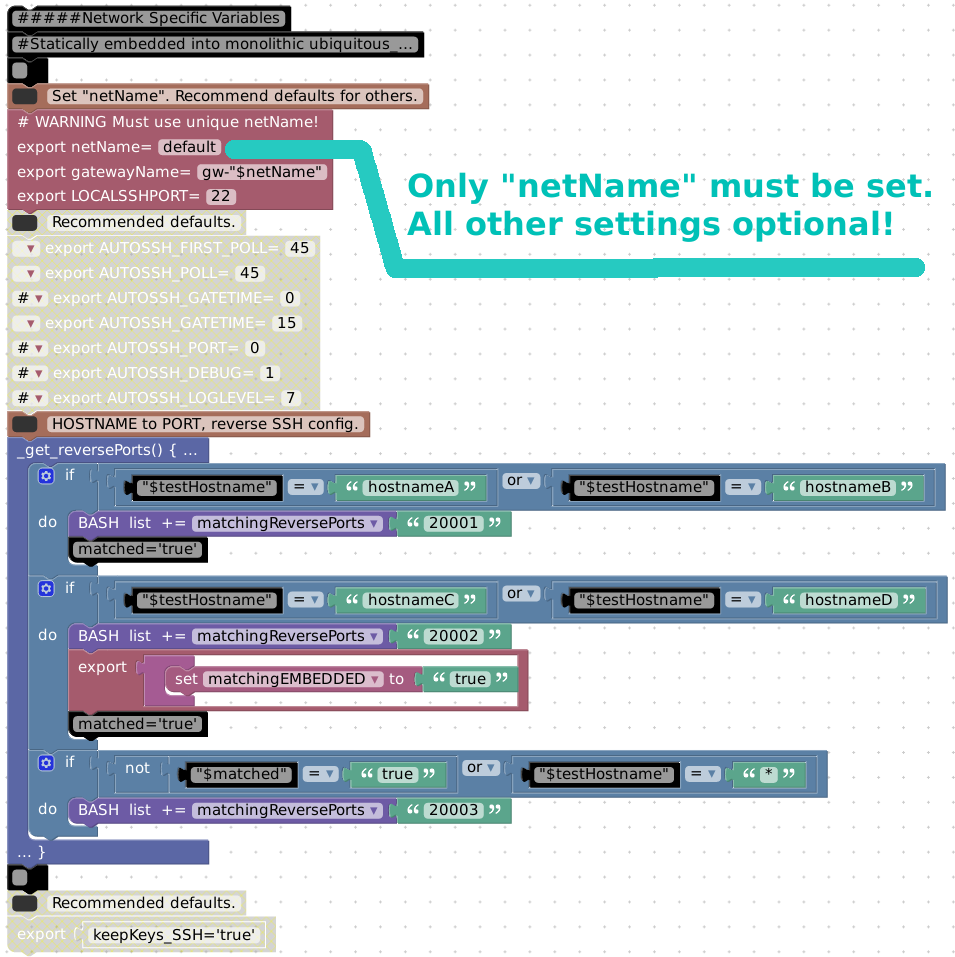 #####Network Specific Variables
#Statically embedded into monolithic ubiquitous_...
Set "netName". Recommend defaults for others.
# WARNING Must use unique netName!
export netName= default
export gatewayName= gw-"$netName"
export LOCALSSHPORT= 22
Only "netName" must be set.
All other settings optional!
Recommended defaults.
▾ export AUTOSSH_FIRST_POLL= 45
▾ export AUTOSSH_POLL= 45
# ▾ export AUTOSSH_GATETIME= 0
▾ export AUTOSSH_GATETIME= 15
# ▾ export AUTOSSH_PORT= 0
# ▾ export AUTOSSH_DEBUG= 1
# ▾ export AUTOSSH_LOGLEVEL= 7
HOSTNAME to PORT, reverse SSH config.
_get_reversePorts() { ...
if "$testHostname" = ▾ “ hostnameA ” or ▾ "$testHostname" = ▾ “ hostnameB ”
do BASH list += matchingReversePorts ▾ “ 20001 ”
matched='true'
if "$testHostname" = ▾ “ hostnameC ” or ▾ "$testHostname" = ▾ “ hostnameD ”
do BASH list += matchingReversePorts ▾ “ 20002 ”
export set matchingEMBEDDED ▾ to “ true ”
matched='true'
if not "$matched" = ▾ “ true ” or ▾ "$testHostname" = ▾ “ * ”
do BASH list += matchingReversePorts ▾ “ 20003 ”
... }
Recommended defaults.
export keepKeys_SSH='true'